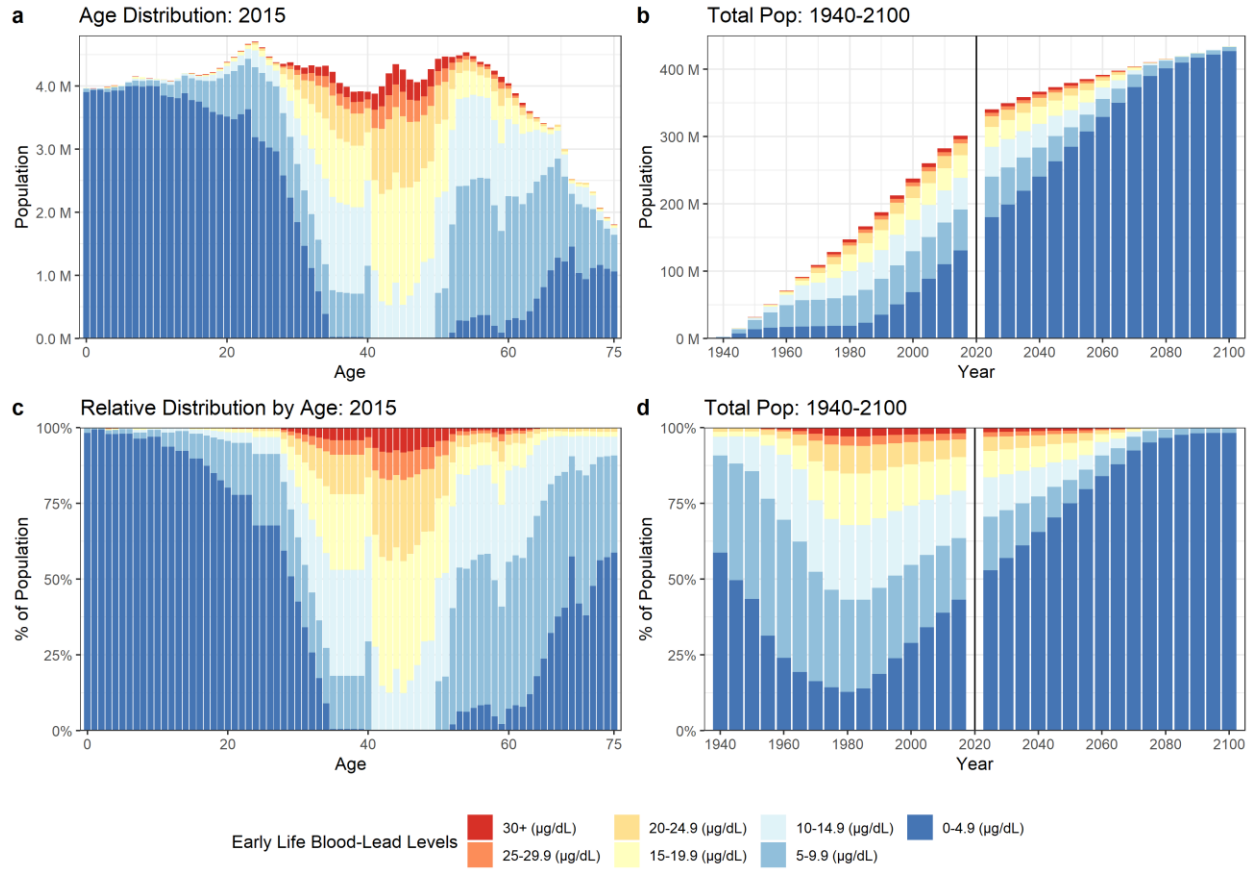 a Age Distribution: 2015
Population
4.0 M
3.0 M
2.0 M
1.0 M
0.0 M
0 20 40 60 75
Age
b Total Pop: 1940-2100
Population
400 M
300 M
200 M
100 M
0 M
1940 1960 1980 2000 2020 2040 2060 2080 2100
Year
c Relative Distribution by Age: 2015
% of Population
100%
75%
50%
25%
0%
0 20 40 60 75
Age
d Total Pop: 1940-2100
% of Population
100%
75%
50%
25%
0%
1940 1960 1980 2000 2020 2040 2060 2080 2100
Year
Early Life Blood-Lead Levels
30+ (µg/dL) 20-24.9 (µg/dL) 10-14.9 (µg/dL) 0-4.9 (µg/dL)
25-29.9 (µg/dL) 15-19.9 (µg/dL) 5-9.9 (µg/dL)